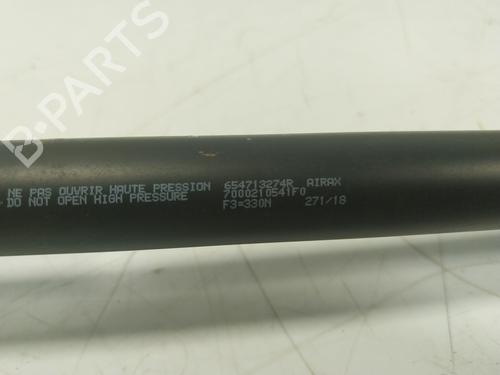 NE PAS OUVRIR HAUTE PRESSION 654713274R AIRAX
DO NOT OPEN HIGH PRESSURE 7000210541F0
F3=330N 271/18
B-PARTS